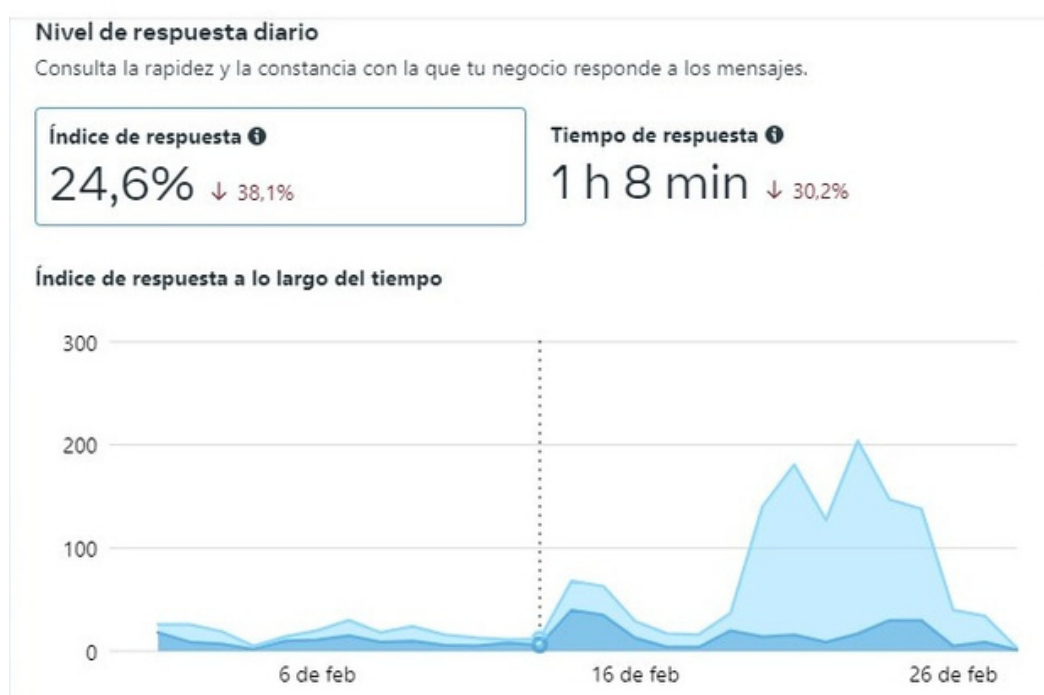 Nivel de respuesta diario
Consulta la rapidez y la constancia con la que tu negocio responde a los mensajes.
Índice de respuesta
Tiempo de respuesta
24,6% ↓ 38,1%
1 h 8 min ↓ 30,2%
Índice de respuesta a lo largo del tiempo
300
200
100
0
6 de feb
16 de feb
26 de feb